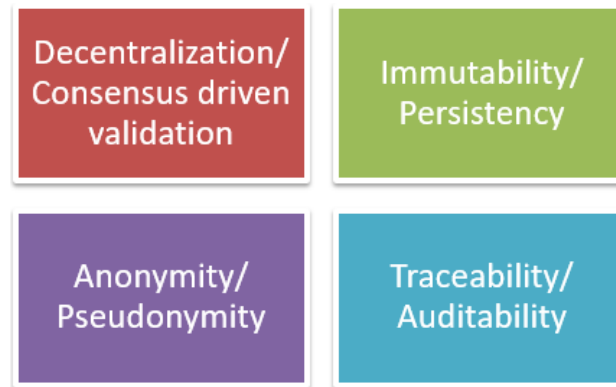 Decentralization/
Consensus driven
validation
Immutability/
Persistency
Anonymity/
Pseudonymity
Traceability/
Auditability